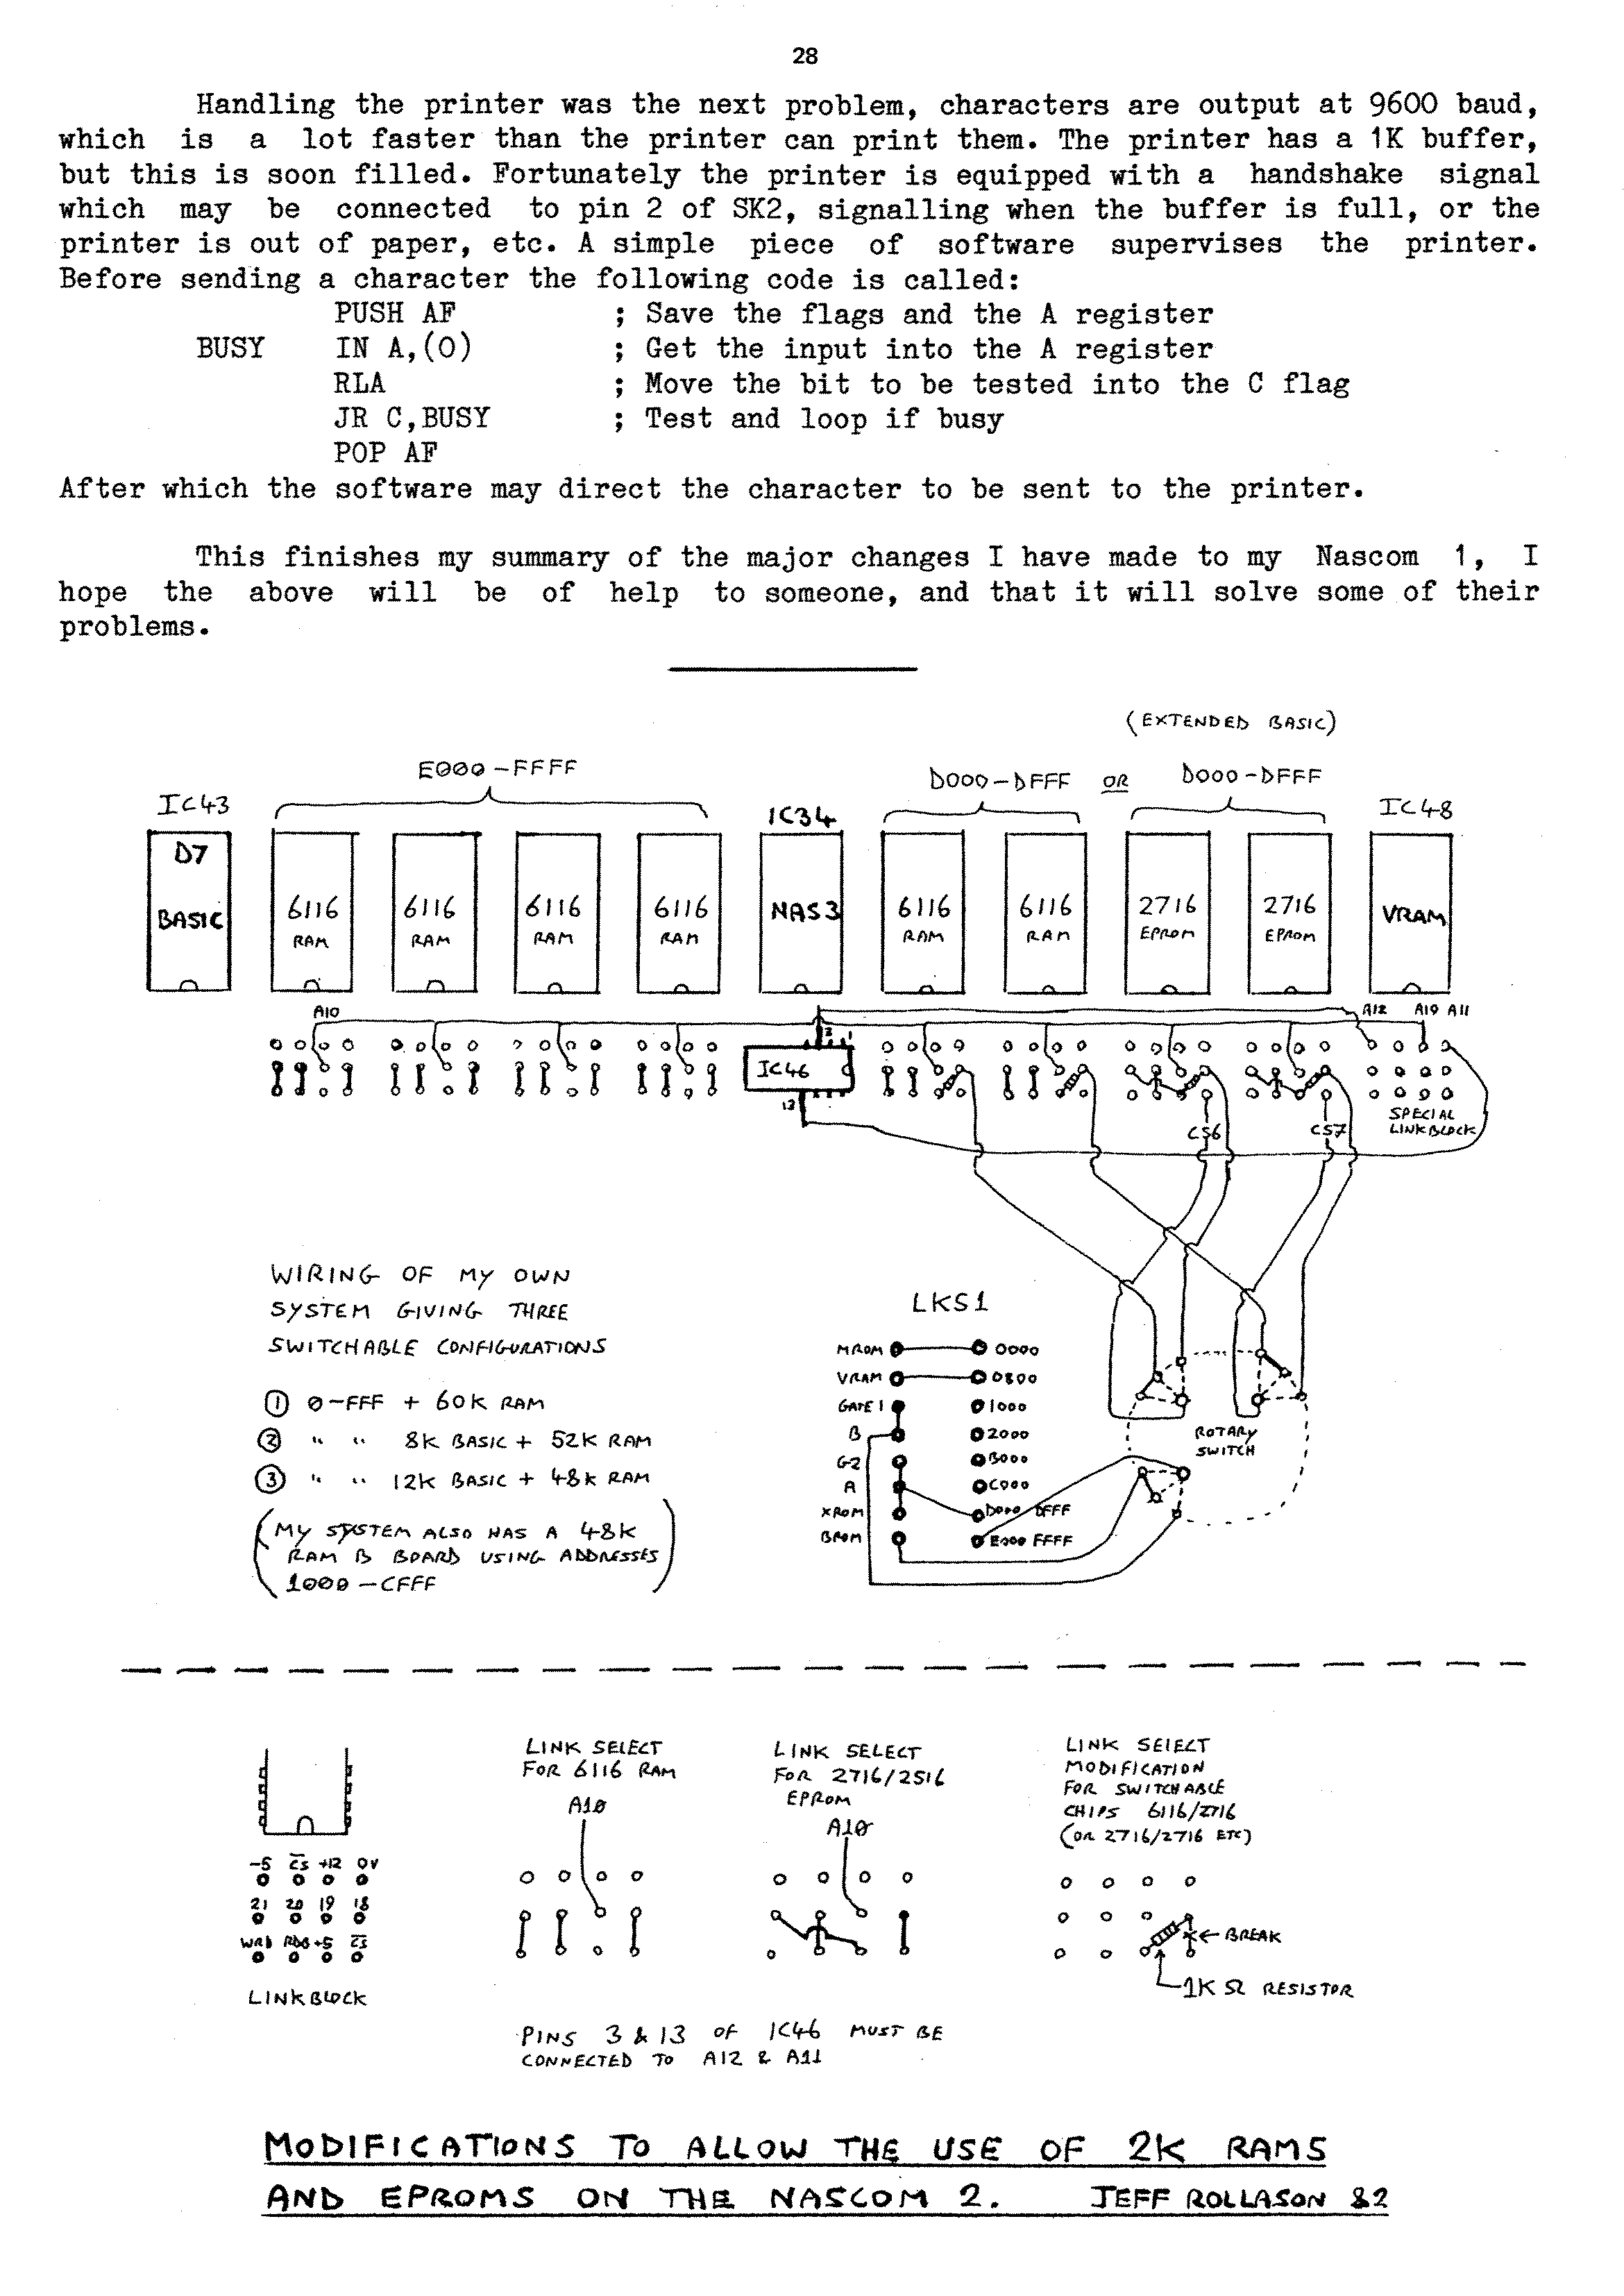 28
Handling the printer was the next problem, characters are output at 9600 baud,
which is a lot faster than the printer can print them. The printer has a 1K buffer,
but this is soon filled. Fortunately the printer is equipped with a handshake signal
which may be connected to pin 2 of SK2, signalling when the buffer is full, or the
printer is out of paper, etc. A simple piece of software supervises the printer.
Before sending a character the following code is called:
PUSH AF ; Save the flags and the A register
BUSY IN A,(0) ; Get the input into the A register
RLA ; Move the bit to be tested into the C flag
JR C,BUSY ; Test and loop if busy
POP AF
After which the software may direct the character to be sent to the printer.
This finishes my summary of the major changes I have made to my Nascom 1, I
hope the above will be of help to someone, and that it will solve some of their
problems.
(EXTENDED BASIC)
E000-FFFF
D000-DFFF OR D000-DFFF
IC43
IC34
IC48
D7
BASIC
6116
RAM
6116
RAM
6116
RAM
6116
RAM
NAS3
6116
RAM
6116
RAM
2716
EPROM
2716
EPROM
VRAM
A10
A12 A10 A11
3 1
IC46
13
CS6
CS7
SPECIAL
LINKBLOCK
WIRING OF MY OWN
SYSTEM GIVING THREE
SWITCHABLE CONFIGURATIONS
① 0-FFF + 60K RAM
② " " 8K BASIC + 52K RAM
③ " " 12K BASIC + 48K RAM
(MY SYSTEM ALSO HAS A 48K
RAM B BOARD USING ADDRESSES
1000-CFFF)
LKS1
MROM 0000
VRAM 0800
GATE 1 1000
B 2000
G2 B000
A C000
XROM D000 DFFF
BROM E000 FFFF
ROTARY
SWITCH
-5 CS +12 0V
21 20 19 18
WRB RDB +5 CS
LINKBLOCK
LINK SELECT
FOR 6116 RAM
A10
LINK SELECT
FOR 2716/2516
EPROM
A10
LINK SELECT
MODIFICATION
FOR SWITCHABLE
CHIPS 6116/2716
(OR 2716/2716 ETC)
←BREAK
1K Ω RESISTOR
PINS 3 & 13 OF IC46 MUST BE
CONNECTED TO A12 & A11
MODIFICATIONS TO ALLOW THE USE OF 2K RAMS
AND EPROMS ON THE NASCOM 2. JEFF ROLLASON 82